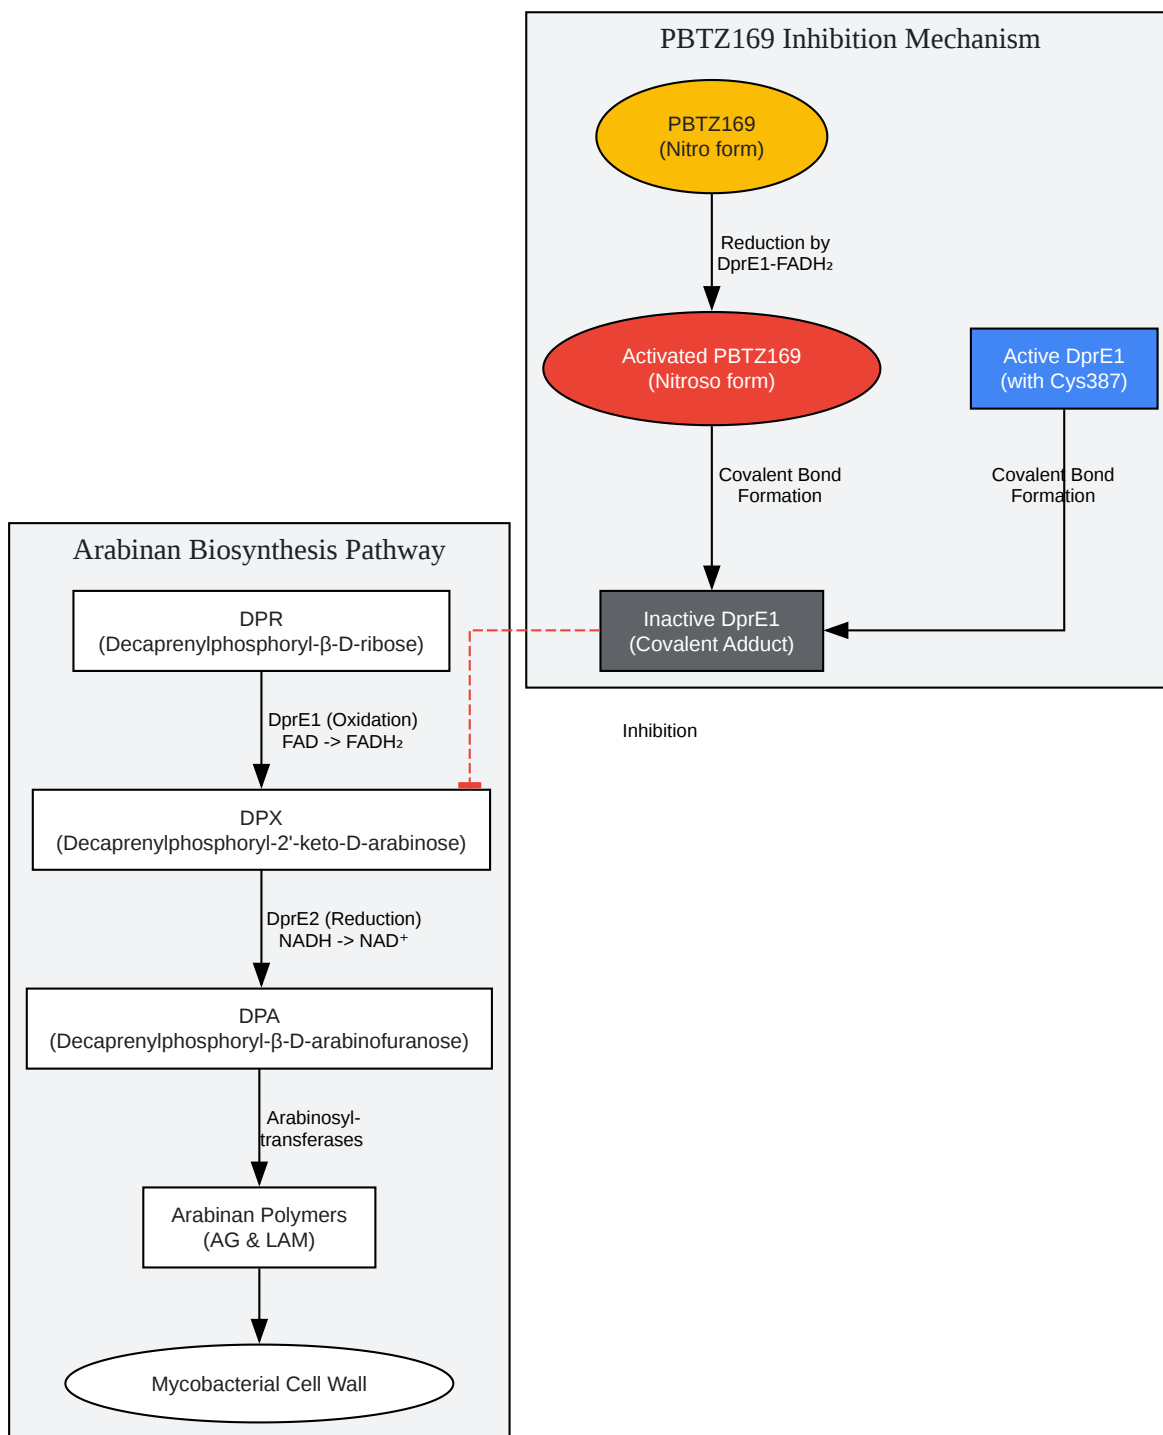 PBTZ169 Inhibition Mechanism
PBTZ169
(Nitro form)
Reduction by
DprE1-FADH₂
Activated PBTZ169
(Nitroso form)
Active DprE1
(with Cys387)
Covalent Bond
Formation
Covalent Bond
Formation
Inactive DprE1
(Covalent Adduct)
Inhibition
Arabinan Biosynthesis Pathway
DPR
(Decaprenylphosphoryl-β-D-ribose)
DprE1 (Oxidation)
FAD -> FADH₂
DPX
(Decaprenylphosphoryl-2'-keto-D-arabinose)
DprE2 (Reduction)
NADH -> NAD⁺
DPA
(Decaprenylphosphoryl-β-D-arabinofuranose)
Arabinosyl-
transferases
Arabinan Polymers
(AG & LAM)
Mycobacterial Cell Wall